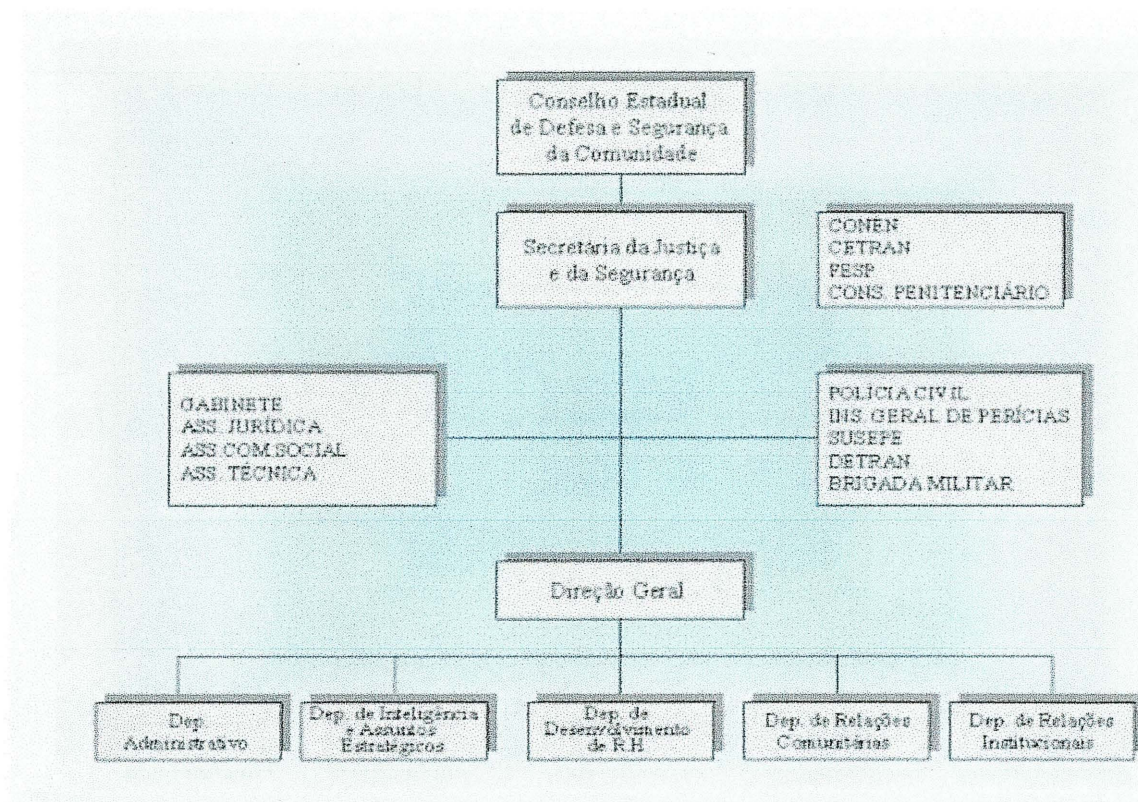 Conselho Estadual
de Defesa e Segurança
da Comunidade
Secretária da Justiça
e da Segurança
CONEN
CETRAN
FESP
CONS. PENITENCIÁRIO
GABINETE
ASS. JURÍDICA
ASS.COM.SOCIAL
ASS. TÉCNICA
POLÍCIA CIVIL
INS. GERAL DE PERÍCIAS
SUSEPE
DETRAN
BRIGADA MILITAR
Direção Geral
Dep.
Administrativo
Dep. de Inteligência
e Assuntos
Estratégicos
Dep. de
Desenvolvimento
de R.H
Dep. de Relações
Comunitárias
Dep. de Relações
Institucionais